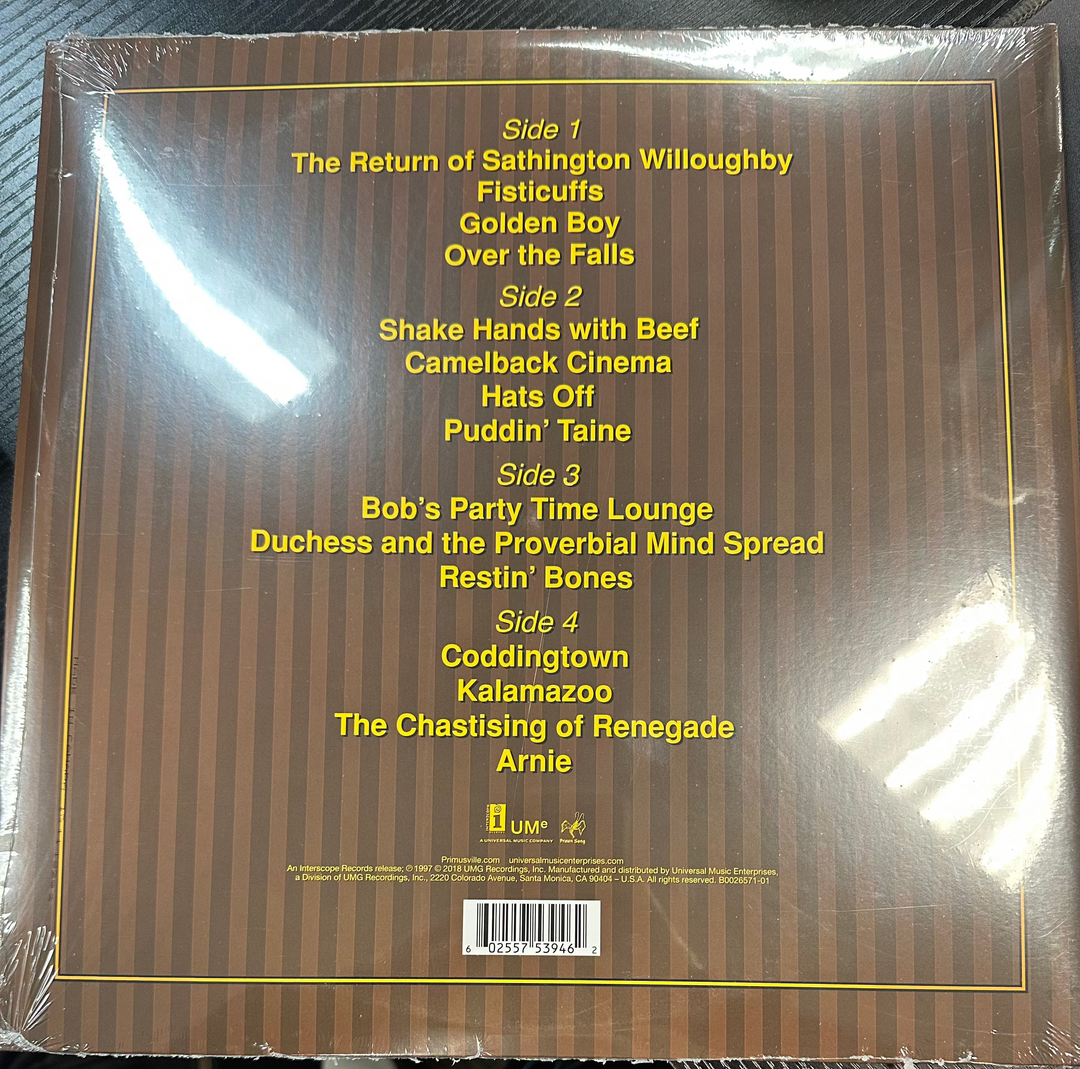 Side 1
The Return of Sathington Willoughby
Fisticuffs
Golden Boy
Over the Falls
Side 2
Shake Hands with Beef
Camelback Cinema
Hats Off
Puddin' Taine
Side 3
Bob's Party Time Lounge
Duchess and the Proverbial Mind Spread
Restin' Bones
Side 4
Coddingtown
Kalamazoo
The Chastising of Renegade
Arnie
INTERSCOPE RECORDS
i UMe
A UNIVERSAL MUSIC COMPANY Prawn Song
Primusville.com universalmusicenterprises.com
An Interscope Records release; ℗ 1997 © 2018 UMG Recordings, Inc. Manufactured and distributed by Universal Music Enterprises,
a Division of UMG Recordings, Inc., 2220 Colorado Avenue, Santa Monica, CA 90404 – U.S.A. All rights reserved. B0026571-01
6 02557 53946 2